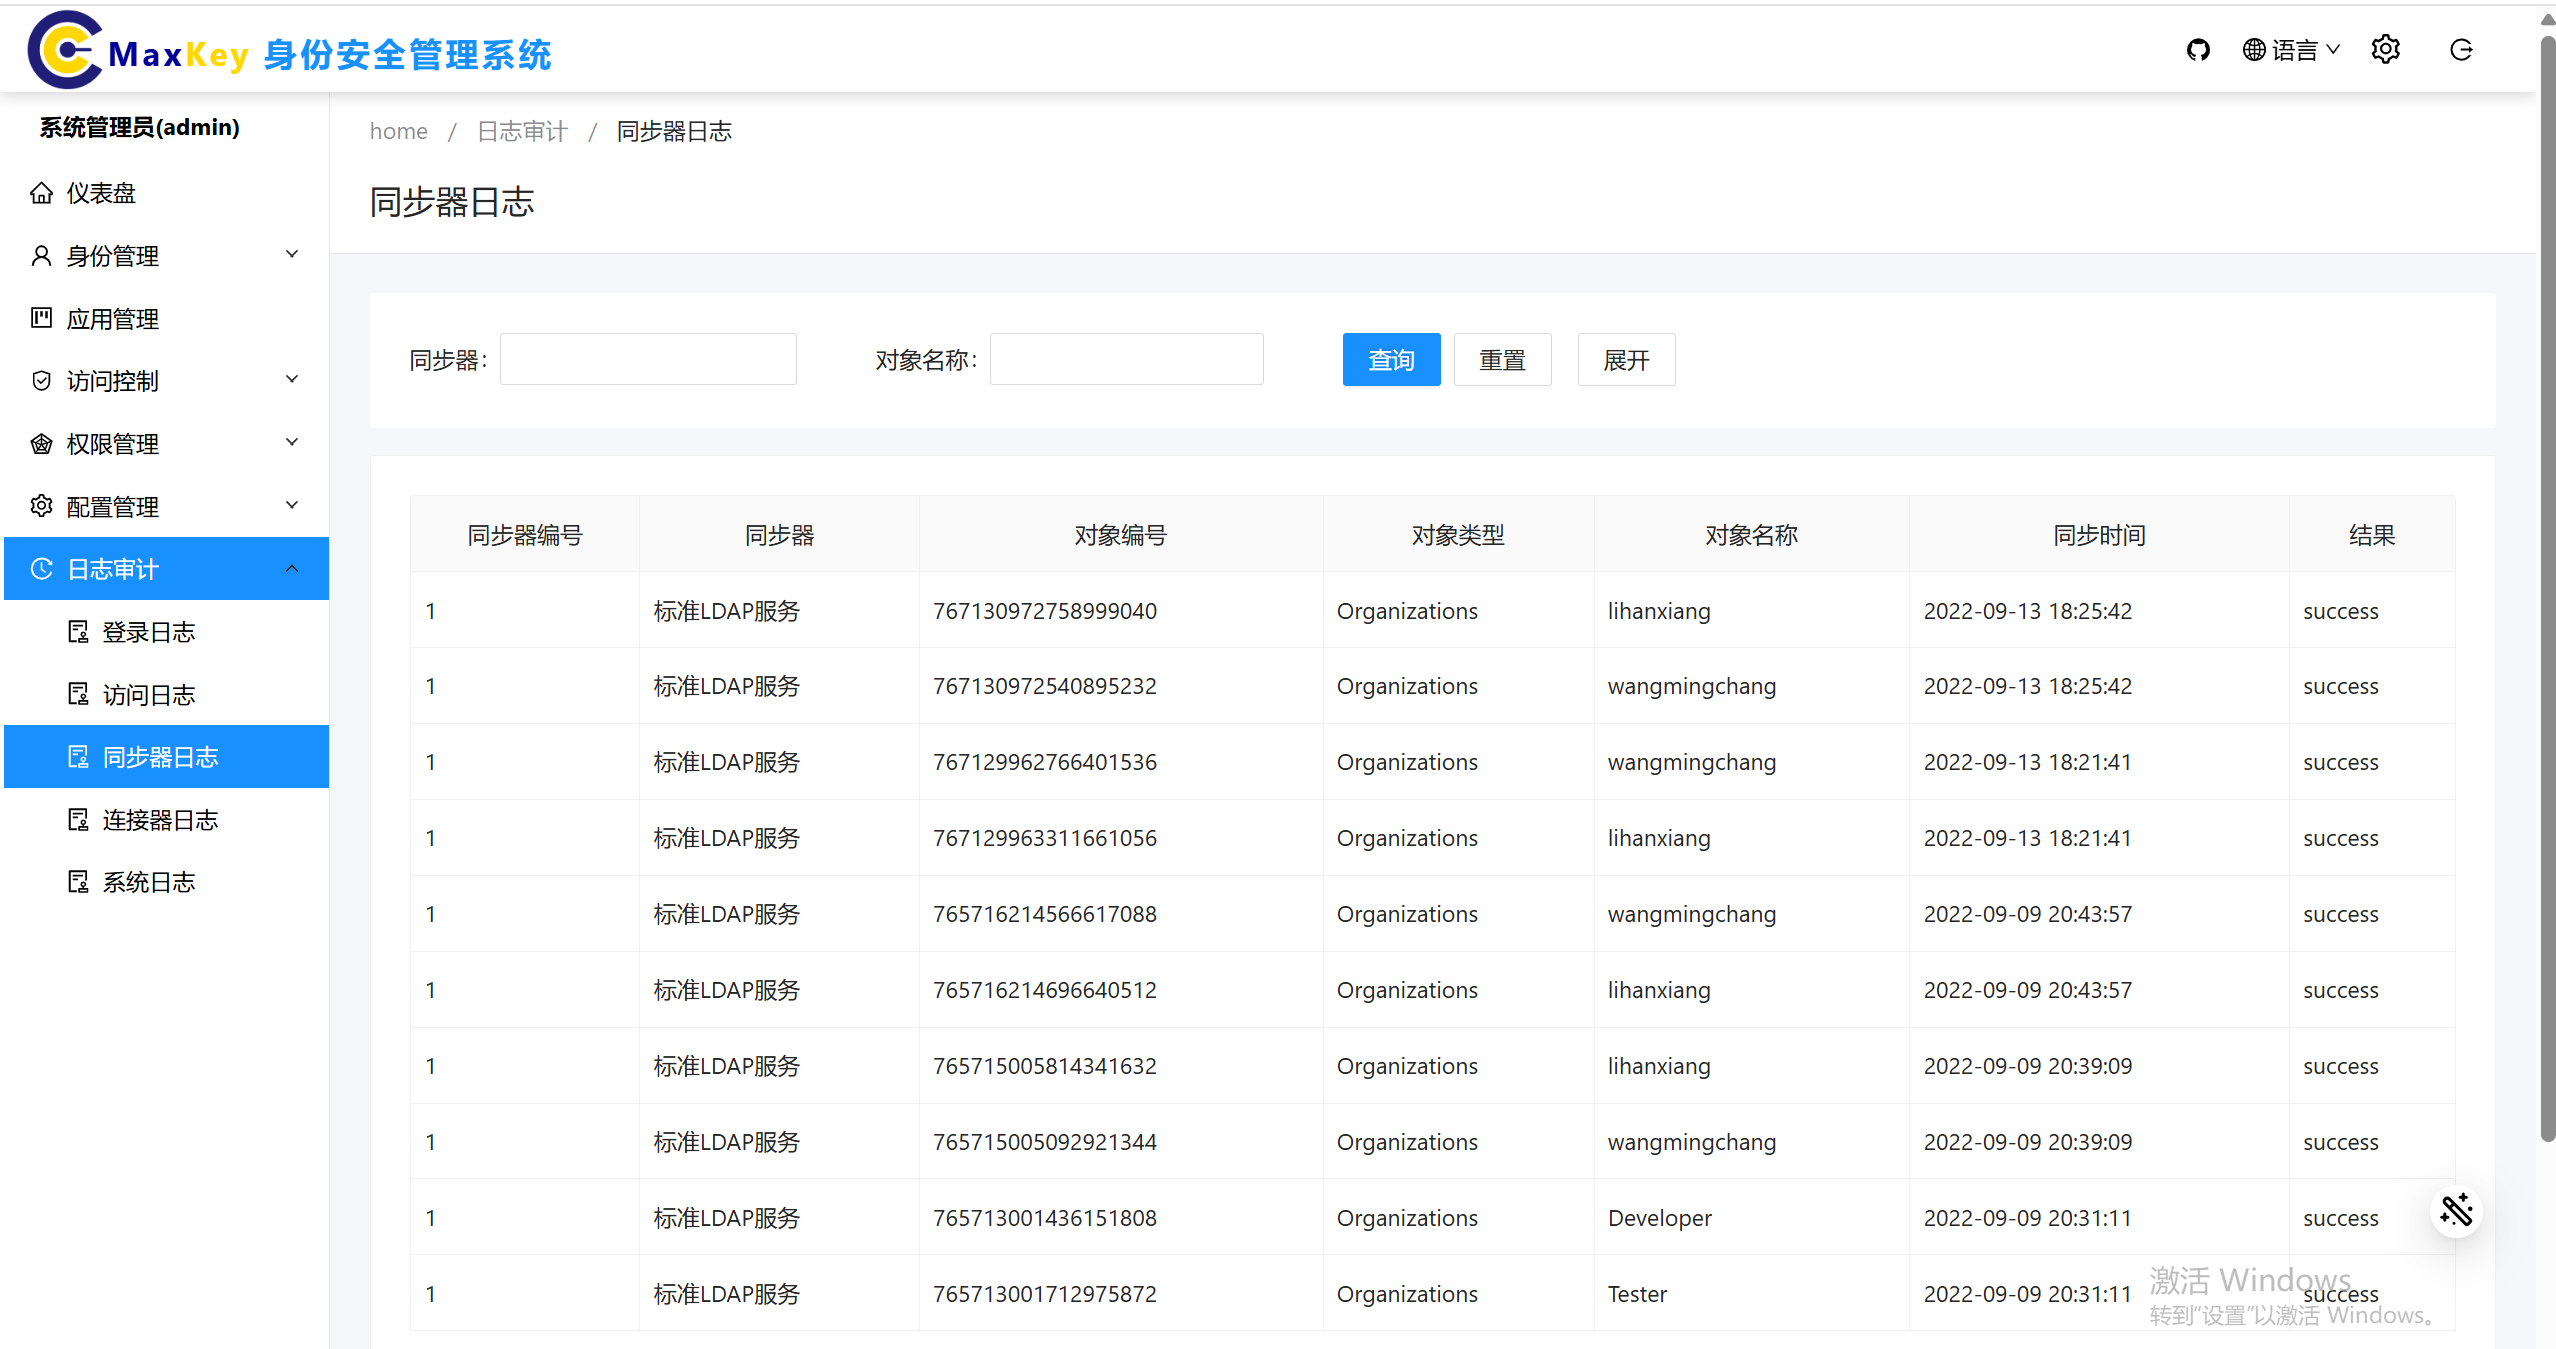 MaxKey 身份安全管理系统
语言
系统管理员(admin)
仪表盘
身份管理
应用管理
访问控制
权限管理
配置管理
日志审计
登录日志
访问日志
同步器日志
连接器日志
系统日志
home / 日志审计 / 同步器日志
同步器日志
同步器: 对象名称: 查询 重置 展开
同步器编号 同步器 对象编号 对象类型 对象名称 同步时间 结果
1 标准LDAP服务 767130972758999040 Organizations lihanxiang 2022-09-13 18:25:42 success
1 标准LDAP服务 767130972540895232 Organizations wangmingchang 2022-09-13 18:25:42 success
1 标准LDAP服务 767129962766401536 Organizations wangmingchang 2022-09-13 18:21:41 success
1 标准LDAP服务 767129963311661056 Organizations lihanxiang 2022-09-13 18:21:41 success
1 标准LDAP服务 765716214566617088 Organizations wangmingchang 2022-09-09 20:43:57 success
1 标准LDAP服务 765716214696640512 Organizations lihanxiang 2022-09-09 20:43:57 success
1 标准LDAP服务 765715005814341632 Organizations lihanxiang 2022-09-09 20:39:09 success
1 标准LDAP服务 765715005092921344 Organizations wangmingchang 2022-09-09 20:39:09 success
1 标准LDAP服务 765713001436151808 Organizations Developer 2022-09-09 20:31:11 success
1 标准LDAP服务 765713001712975872 Organizations Tester 2022-09-09 20:31:11 success
激活 Windows
转到“设置”以激活 Windows。